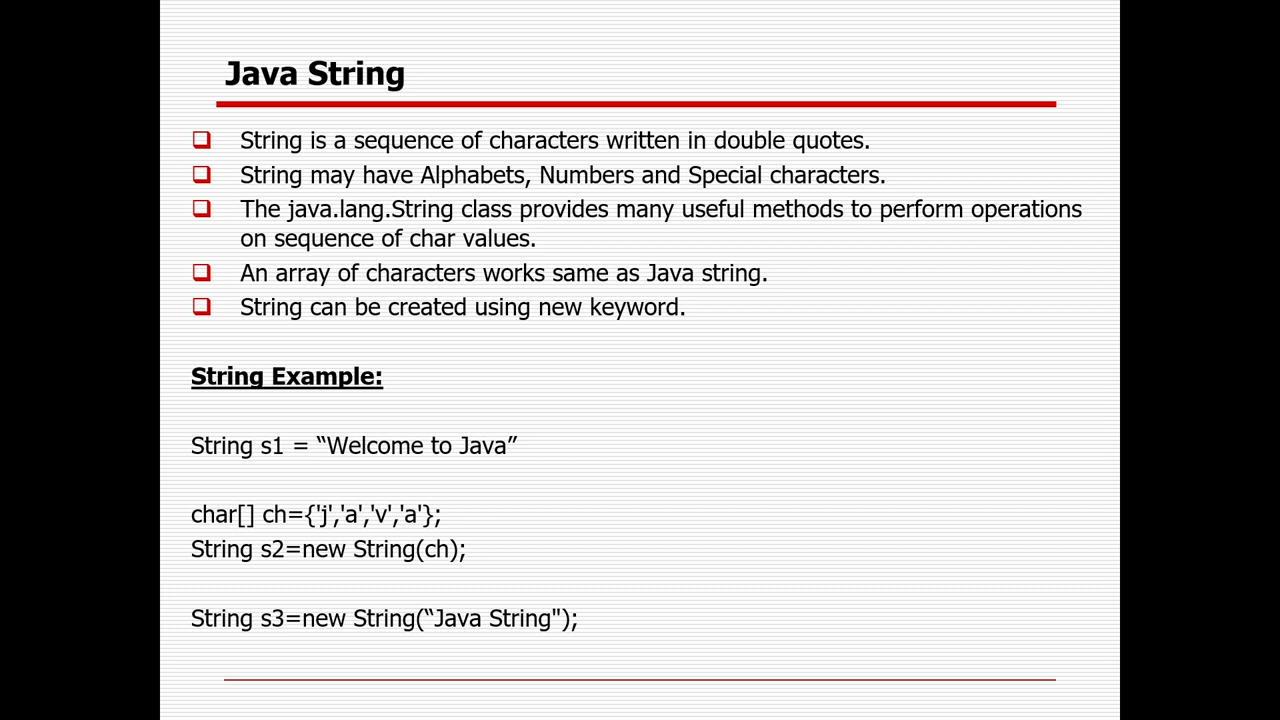 Java String
String is a sequence of characters written in double quotes.
String may have Alphabets, Numbers and Special characters.
The java.lang.String class provides many useful methods to perform operations
on sequence of char values.
An array of characters works same as Java string.
String can be created using new keyword.
String Example:
String s1 = “Welcome to Java”
char[] ch={'j','a','v','a'};
String s2=new String(ch);
String s3=new String(“Java String");